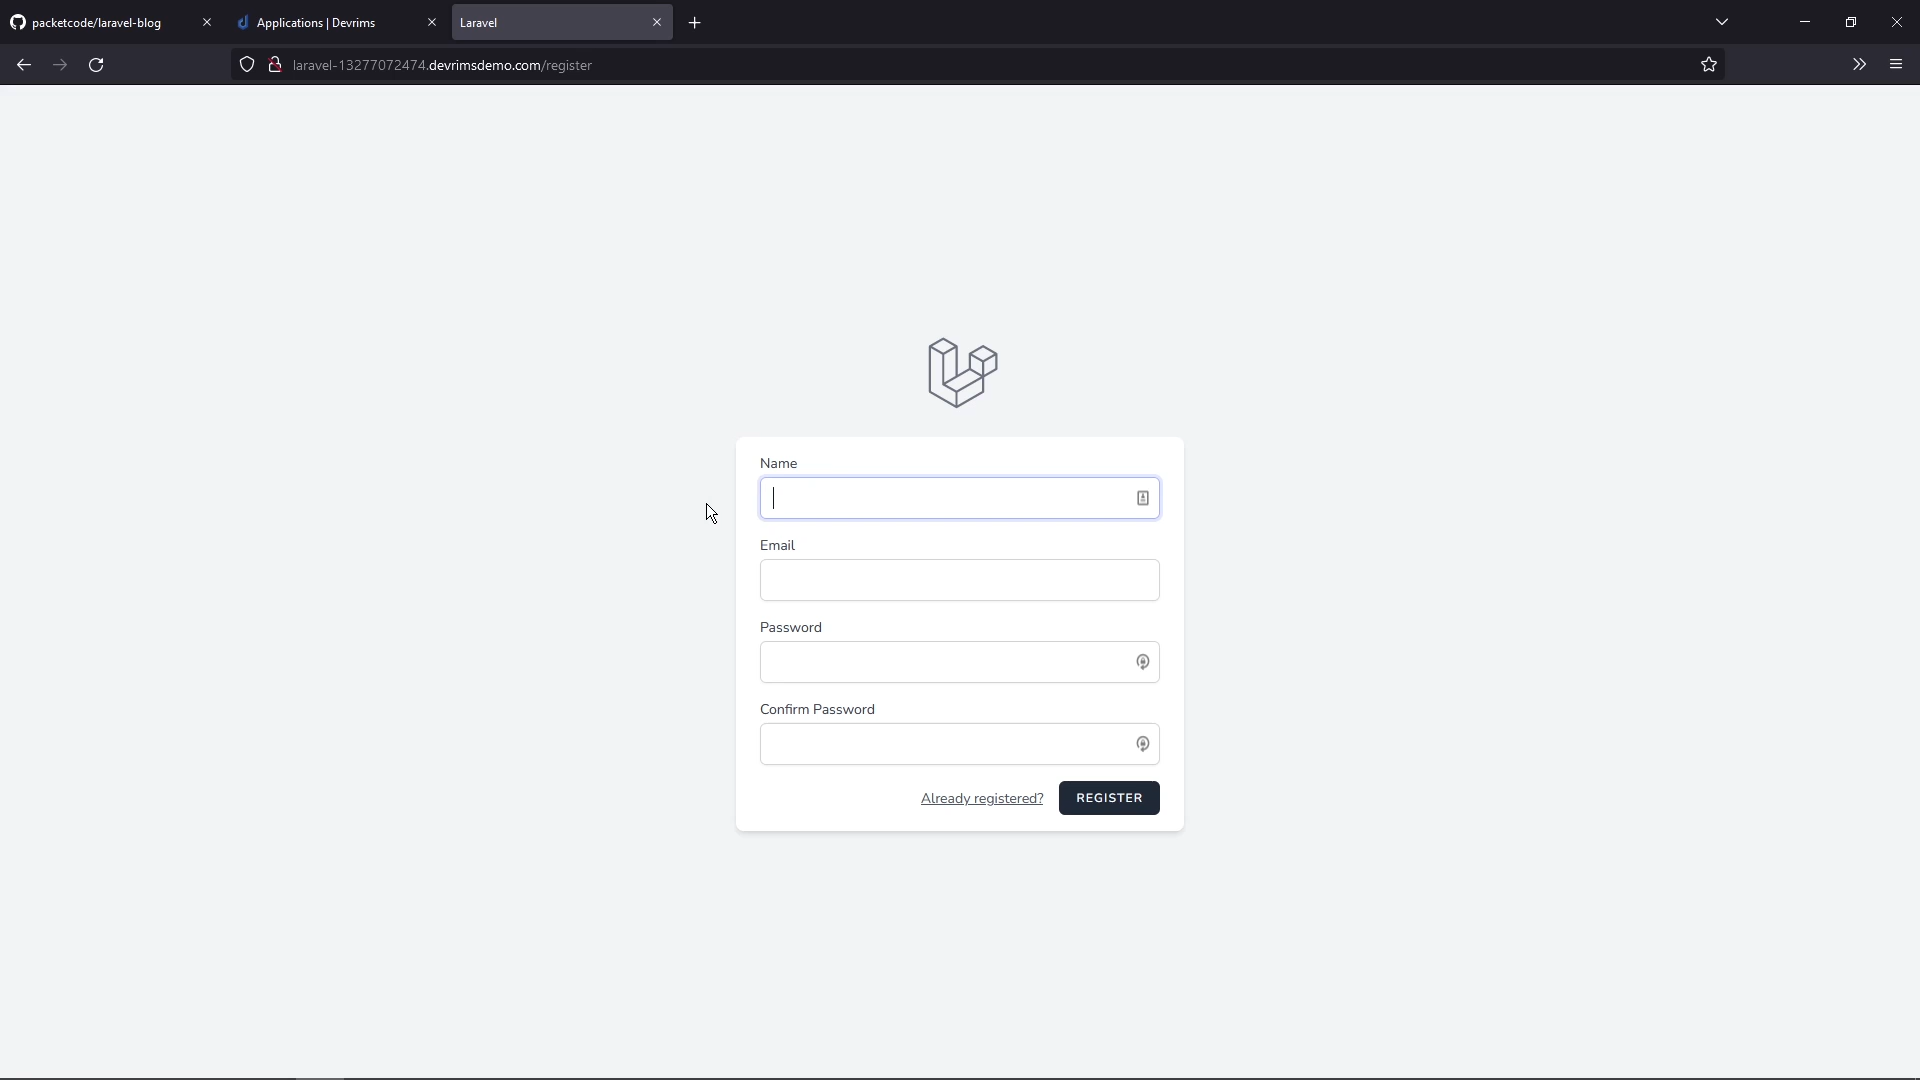 packetcode/laravel-blog
Applications | Devrims
Laravel
laravel-13277072474.devrimsdemo.com/register
Name
Email
Password
Confirm Password
Already registered?
REGISTER